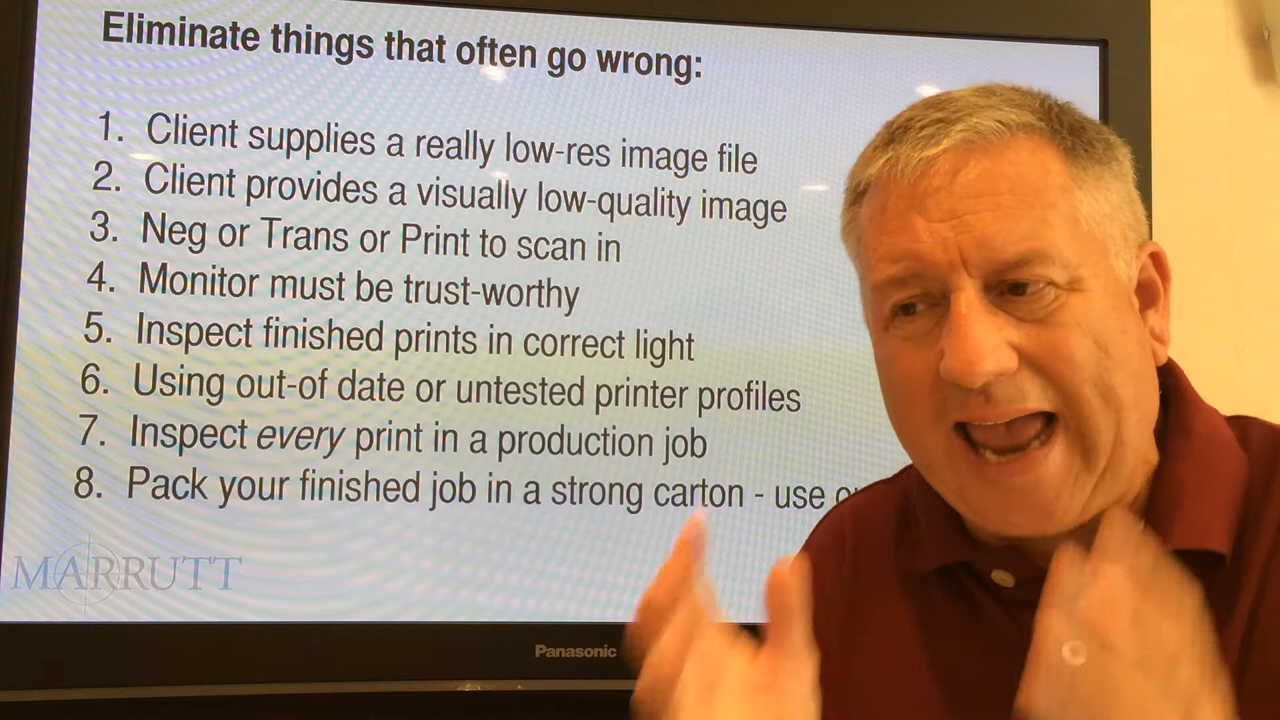 Eliminate things that often go wrong:
1. Client supplies a really low-res image file
2. Client provides a visually low-quality image
3. Neg or Trans or Print to scan in
4. Monitor must be trust-worthy
5. Inspect finished prints in correct light
6. Using out-of date or untested printer profiles
7. Inspect every print in a production job
8. Pack your finished job in a strong carton - use
MARRUTT
Panasonic